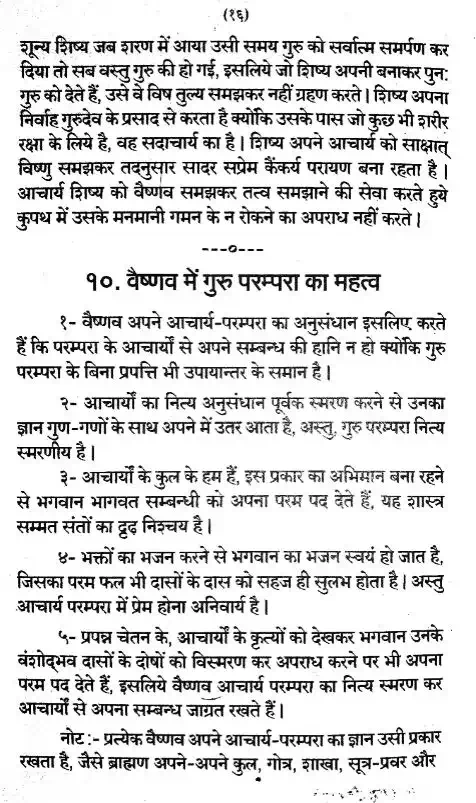 (१६)
शून्य शिष्य जब शरण में आया उसी समय गुरु को सर्वात्म समर्पण कर
दिया तो सब वस्तु गुरु की हो गई, इसलिये जो शिष्य अपनी बनाकर पुन:
गुरु को देते हैं, उसे वे विष तुल्य समझकर नहीं ग्रहण करते। शिष्य अपना
निर्वाह गुरुदेव के प्रसाद से करता है क्योंकि उसके पास जो कुछ भी शरीर
रक्षा के लिये है, वह सदाचार्य का है। शिष्य अपने आचार्य को साक्षात्
विष्णु समझकर तदनुसार सादर सप्रेम कैंकर्य परायण बना रहता है।
आचार्य शिष्य को वैष्णव समझकर तत्व समझाने की सेवा करते हुये
कुपथ में उसके मनमानी गमन के न रोकने का अपराध नहीं करते।
---०---
१०. वैष्णव में गुरु परम्परा का महत्व
१- वैष्णव अपने आचार्य-परम्परा का अनुसंधान इसलिए करते
हैं कि परम्परा के आचार्यों से अपने सम्बन्ध की हानि न हो क्योंकि गुरु
परम्परा के बिना प्रपत्ति भी उपायान्तर के समान है।
२- आचार्यों का नित्य अनुसंधान पूर्वक स्मरण करने से उनका
ज्ञान गुण-गणों के साथ अपने में उतर आता है, अस्तु, गुरु परम्परा नित्य
स्मरणीय है।
३- आचार्यों के कुल के हम हैं, इस प्रकार का अभिमान बना रहने
से भगवान भागवत सम्बन्धी को अपना परम पद देते हैं, यह शास्त्र
सम्मत संतों का दृढ़ निश्चय है।
४- भक्तों का भजन करने से भगवान का भजन स्वयं हो जात है,
जिसका परम फल भी दासों के दास को सहज ही सुलभ होता है। अस्तु
आचार्य परम्परा में प्रेम होना अनिवार्य है।
५- प्रपन्न चेतन के, आचार्यों के कृत्यों को देखकर भगवान उनके
वंशोद्भव दासों के दोषों को विस्मरण कर अपराध करने पर भी अपना
परम पद देते हैं, इसलिये वैष्णव आचार्य परम्परा का नित्य स्मरण कर
आचार्यों से अपना सम्बन्ध जाग्रत रखते हैं।
नोट :- प्रत्येक वैष्णव अपने आचार्य-परम्परा का ज्ञान उसी प्रकार
रखता है, जैसे ब्राह्मण अपने-अपने कुल, गोत्र, शाखा, सूत्र-प्रवर और